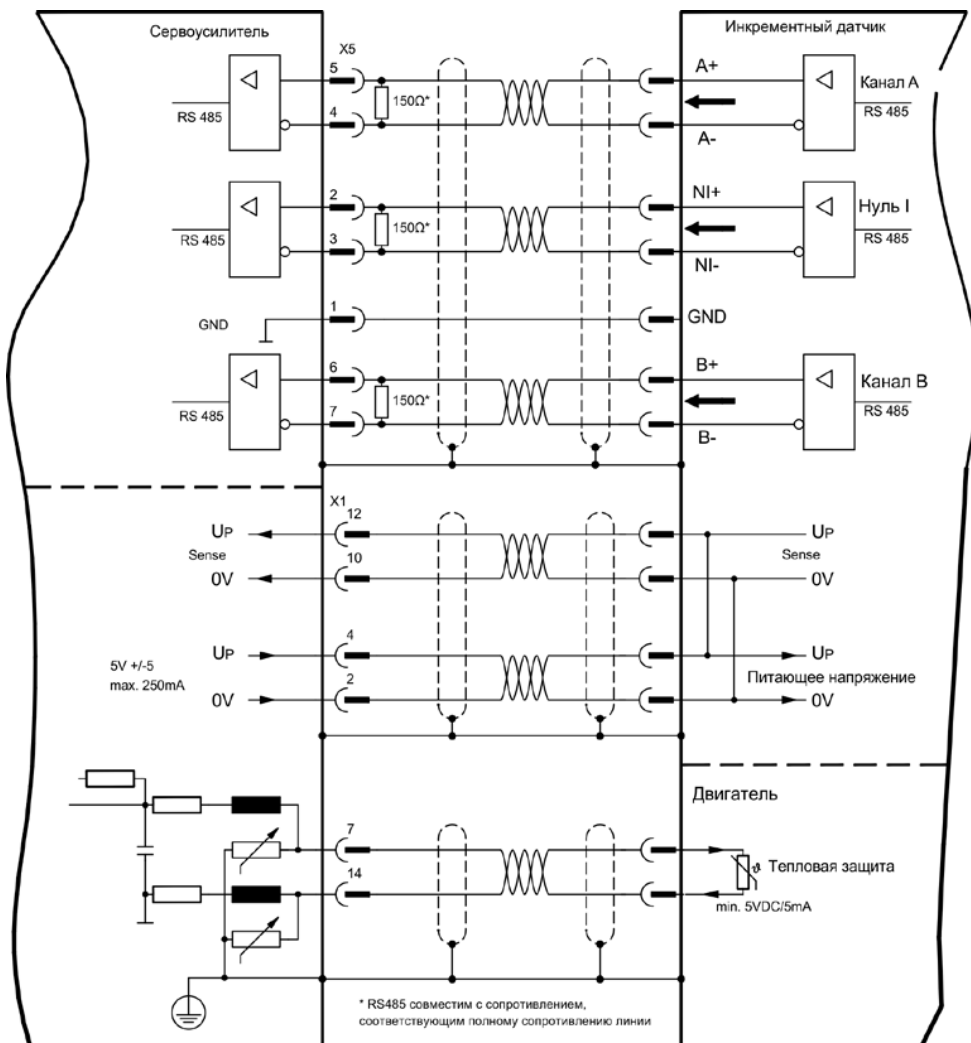 Сервоусилитель
Инкрементный датчик
X5
5
A+
Канал A
150Ω*
RS 485
RS 485
4
A-
2
NI+
Нуль I
150Ω*
RS 485
RS 485
3
NI-
1
GND
GND
6
B+
Канал B
150Ω*
RS 485
RS 485
7
B-
X1
12
UP
UP
Sense
Sense
10
0V
0V
4
UP
UP
5V +/-5
max. 250mA
Питающее напряжение
2
0V
0V
Двигатель
7
ϑ Тепловая защита
14
min. 5VDC/5mA
* RS485 совместим с сопротивлением,
соответствующим полному сопротивлению линии